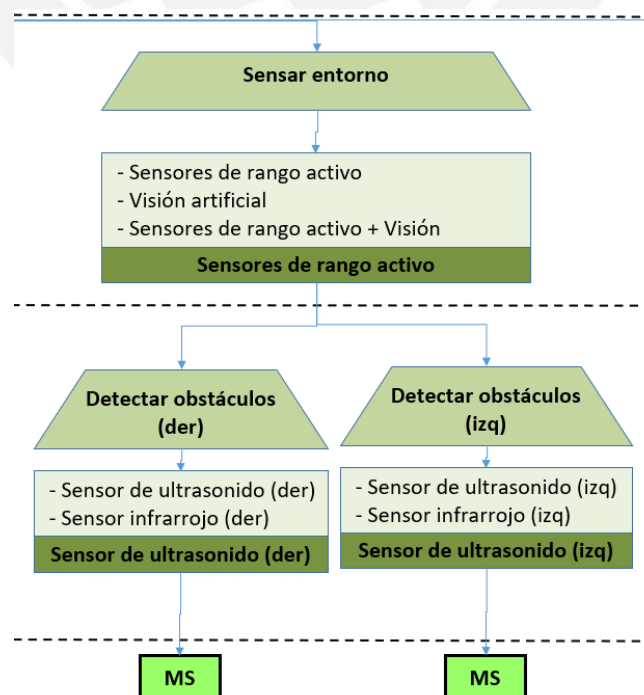 Sensar entorno
- Sensores de rango activo
- Visión artificial
- Sensores de rango activo + Visión
Sensores de rango activo
Detectar obstáculos
(der)
- Sensor de ultrasonido (der)
- Sensor infrarrojo (der)
Sensor de ultrasonido (der)
MS
Detectar obstáculos
(izq)
- Sensor de ultrasonido (izq)
- Sensor infrarrojo (izq)
Sensor de ultrasonido (izq)
MS